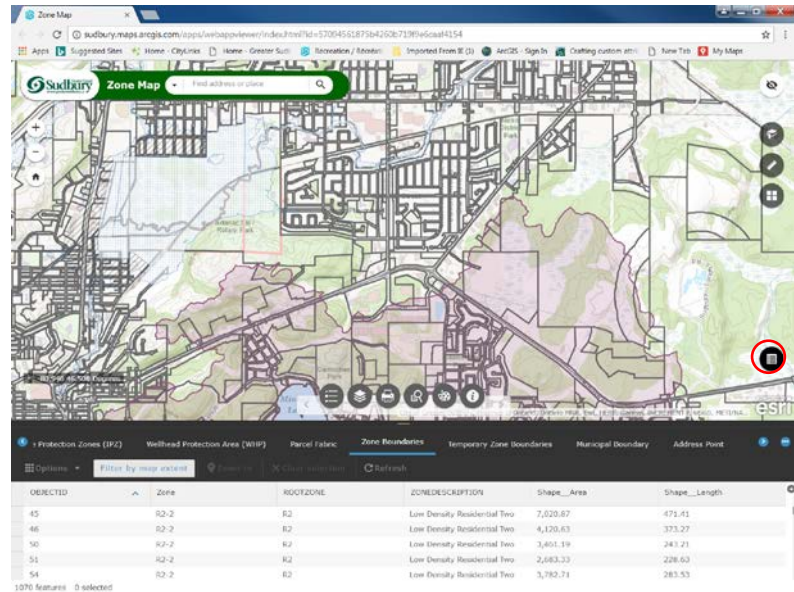 Zone Map
sudbury.maps.arcgis.com/apps/webappviewer/index.html?id=57094561875b4260b719f9e6caaf4154
Apps Suggested Sites Home - CityLinks Home - Greater Sudb Recreation / Récréati Imported From IE (1) ArcGIS - Sign In Crafting custom attri New Tab My Maps
Sudbury Zone Map Find address or place
esri
Protection Zones (IPZ) Wellhead Protection Area (WHP) Parcel Fabric Zone Boundaries Temporary Zone Boundaries Municipal Boundary Address Point
Options Filter by map extent Zoom to Clear selection Refresh
OBJECTID Zone ROOTZONE ZONEDESCRIPTION Shape__Area Shape__Length
45 R2-2 R2 Low Density Residential Two 7,020.87 471.41
46 R2-2 R2 Low Density Residential Two 4,120.63 373.27
50 R2-2 R2 Low Density Residential Two 3,461.19 243.21
51 R2-2 R2 Low Density Residential Two 2,683.33 228.63
54 R2-2 R2 Low Density Residential Two 3,782.71 283.53
1070 features 0 selected